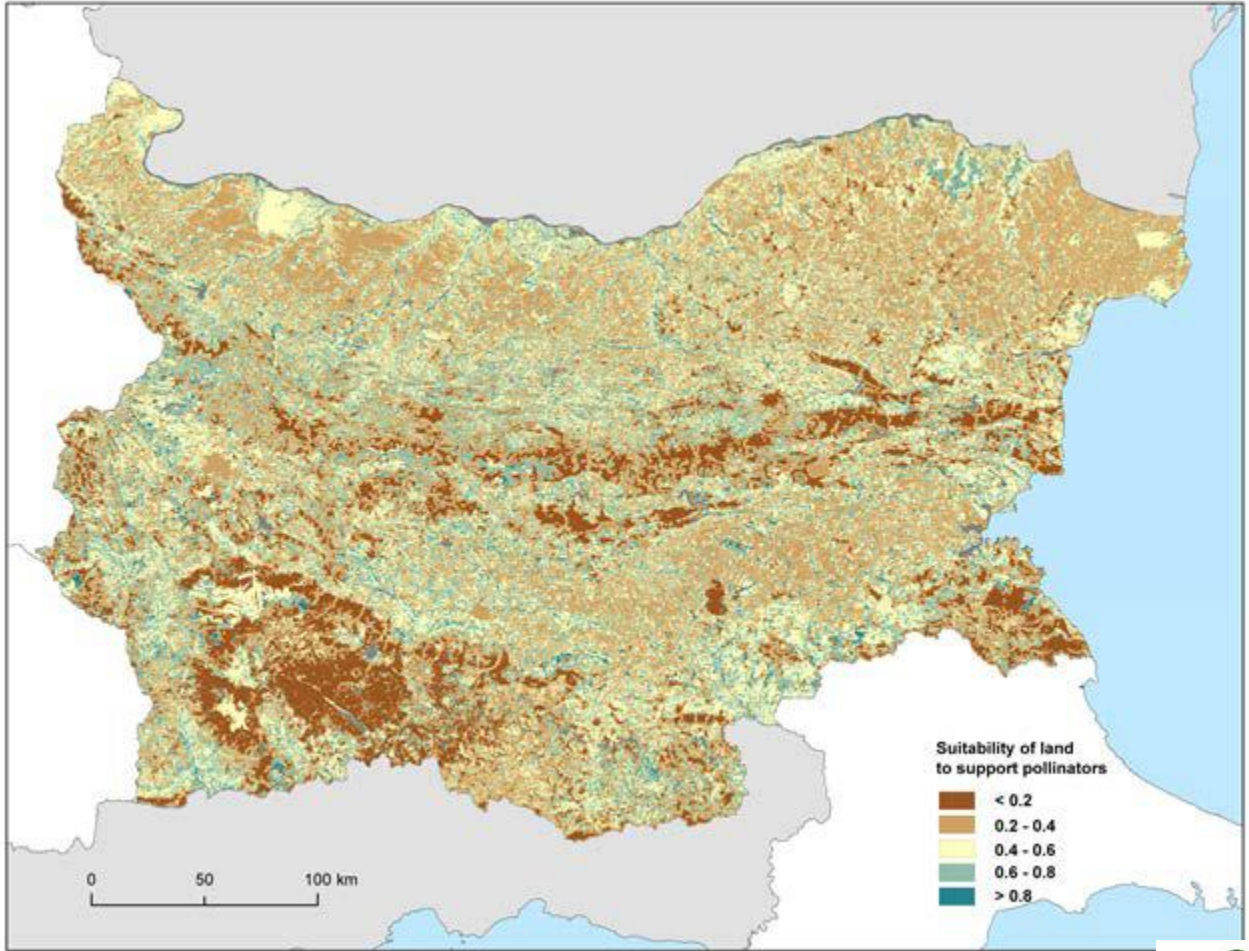 Suitability of land
to support pollinators
< 0.2
0.2 - 0.4
0.4 - 0.6
0.6 - 0.8
> 0.8
0 50 100 km